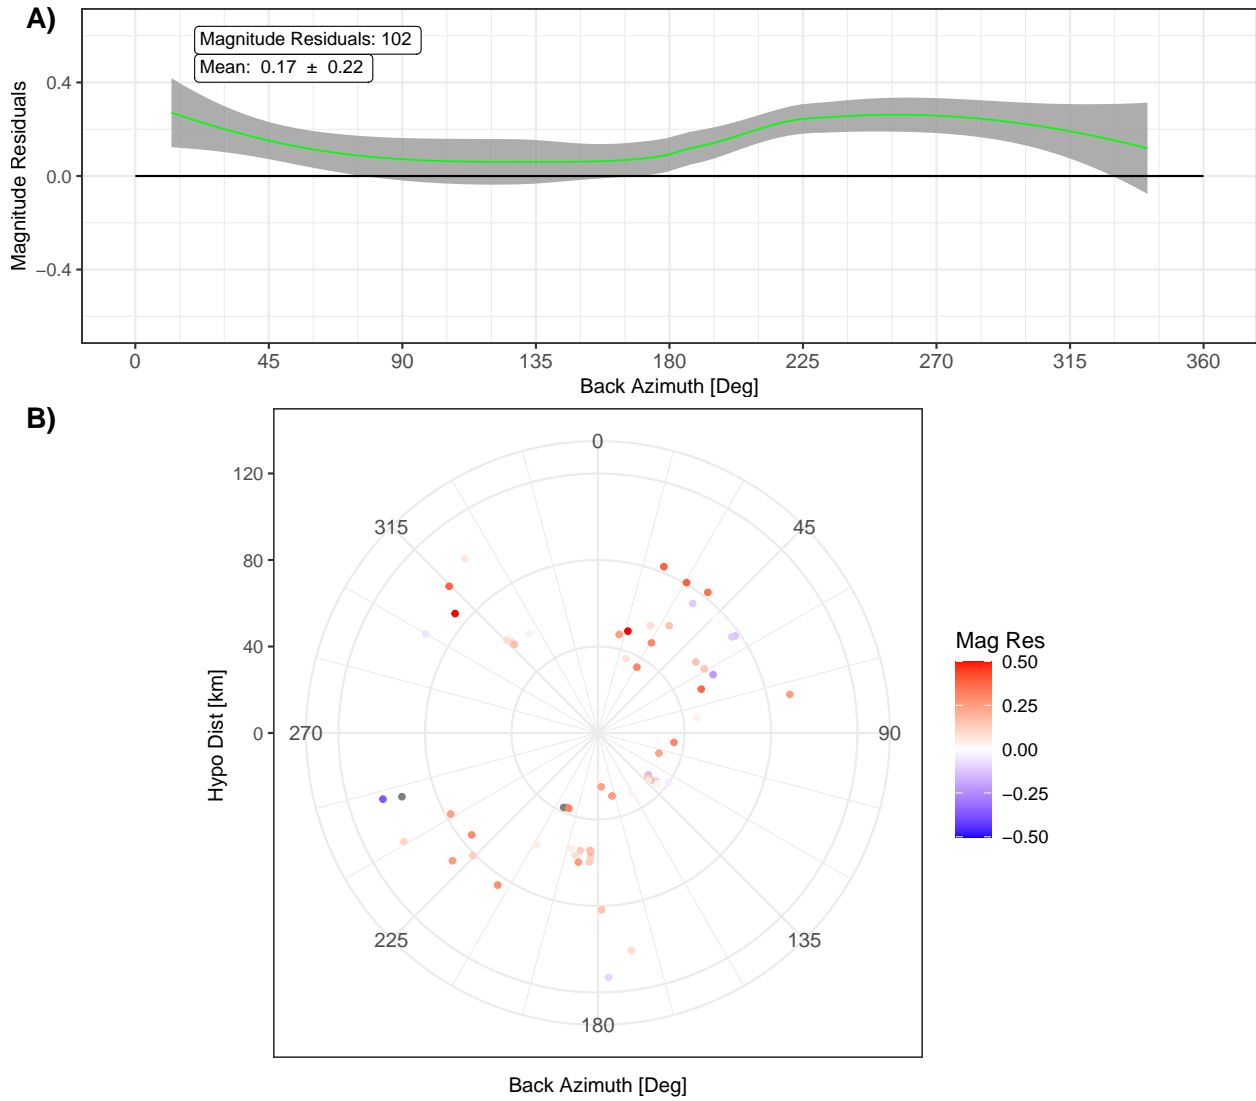 A)
Magnitude Residuals: 102
Mean: 0.17 ± 0.22
0.4
0.0
−0.4
Magnitude Residuals
0 45 90 135 180 225 270 315 360
Back Azimuth [Deg]
B)
120
80
40
0
Hypo Dist [km]
0
45
90
135
180
225
270
315
Back Azimuth [Deg]
Mag Res
0.50
0.25
0.00
−0.25
−0.50